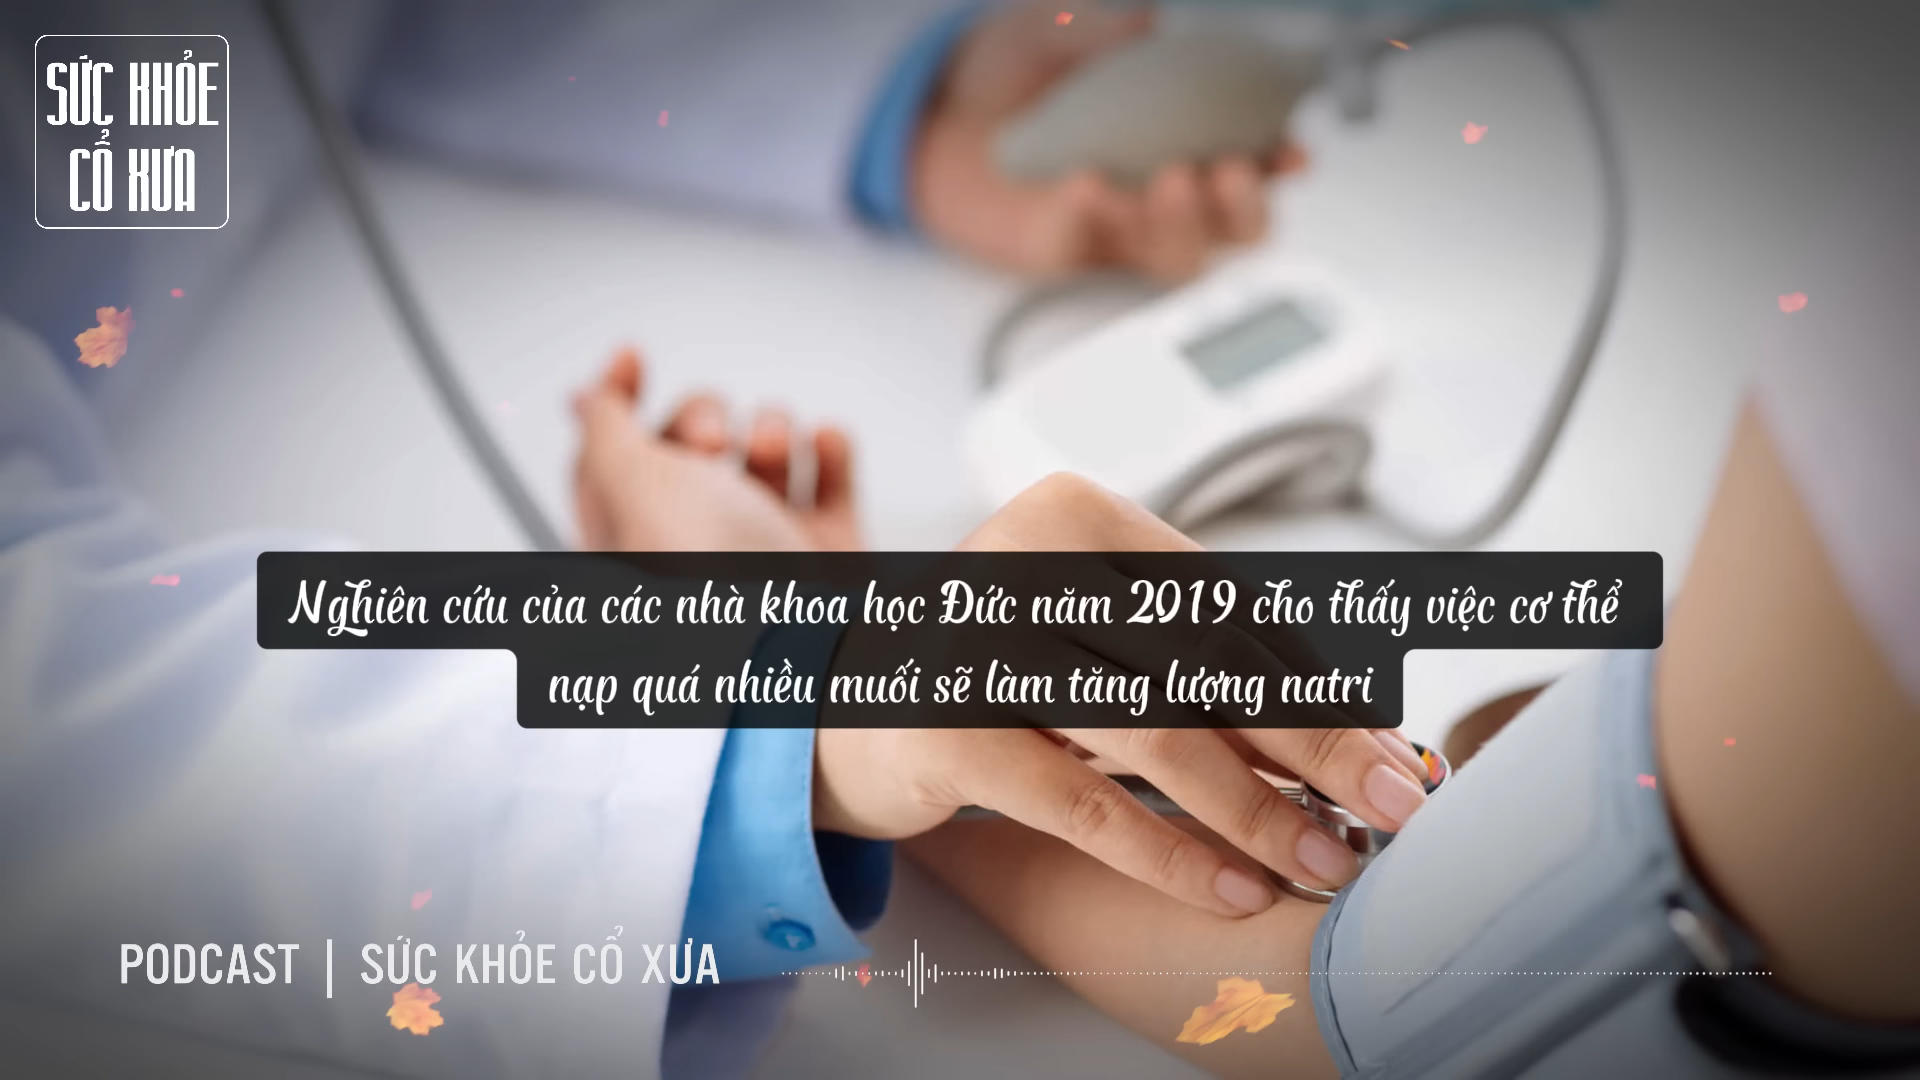 SỨC KHỎE
CỔ XƯA
Nghiên cứu của các nhà khoa học Đức năm 2019 cho thấy việc cơ thể
nạp quá nhiều muối sẽ làm tăng lượng natri
PODCAST | SỨC KHỎE CỔ XƯA